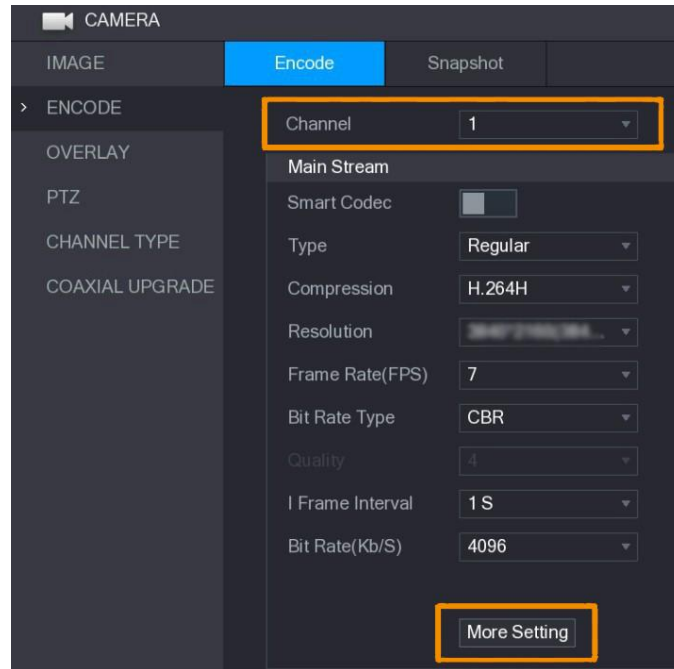 CAMERA
IMAGE
Encode Snapshot
> ENCODE
Channel 1
OVERLAY
Main Stream
PTZ
Smart Codec
CHANNEL TYPE
Type Regular
COAXIAL UPGRADE
Compression H.264H
Resolution
Frame Rate(FPS) 7
Bit Rate Type CBR
Quality 4
I Frame Interval 1 S
Bit Rate(Kb/S) 4096
More Setting